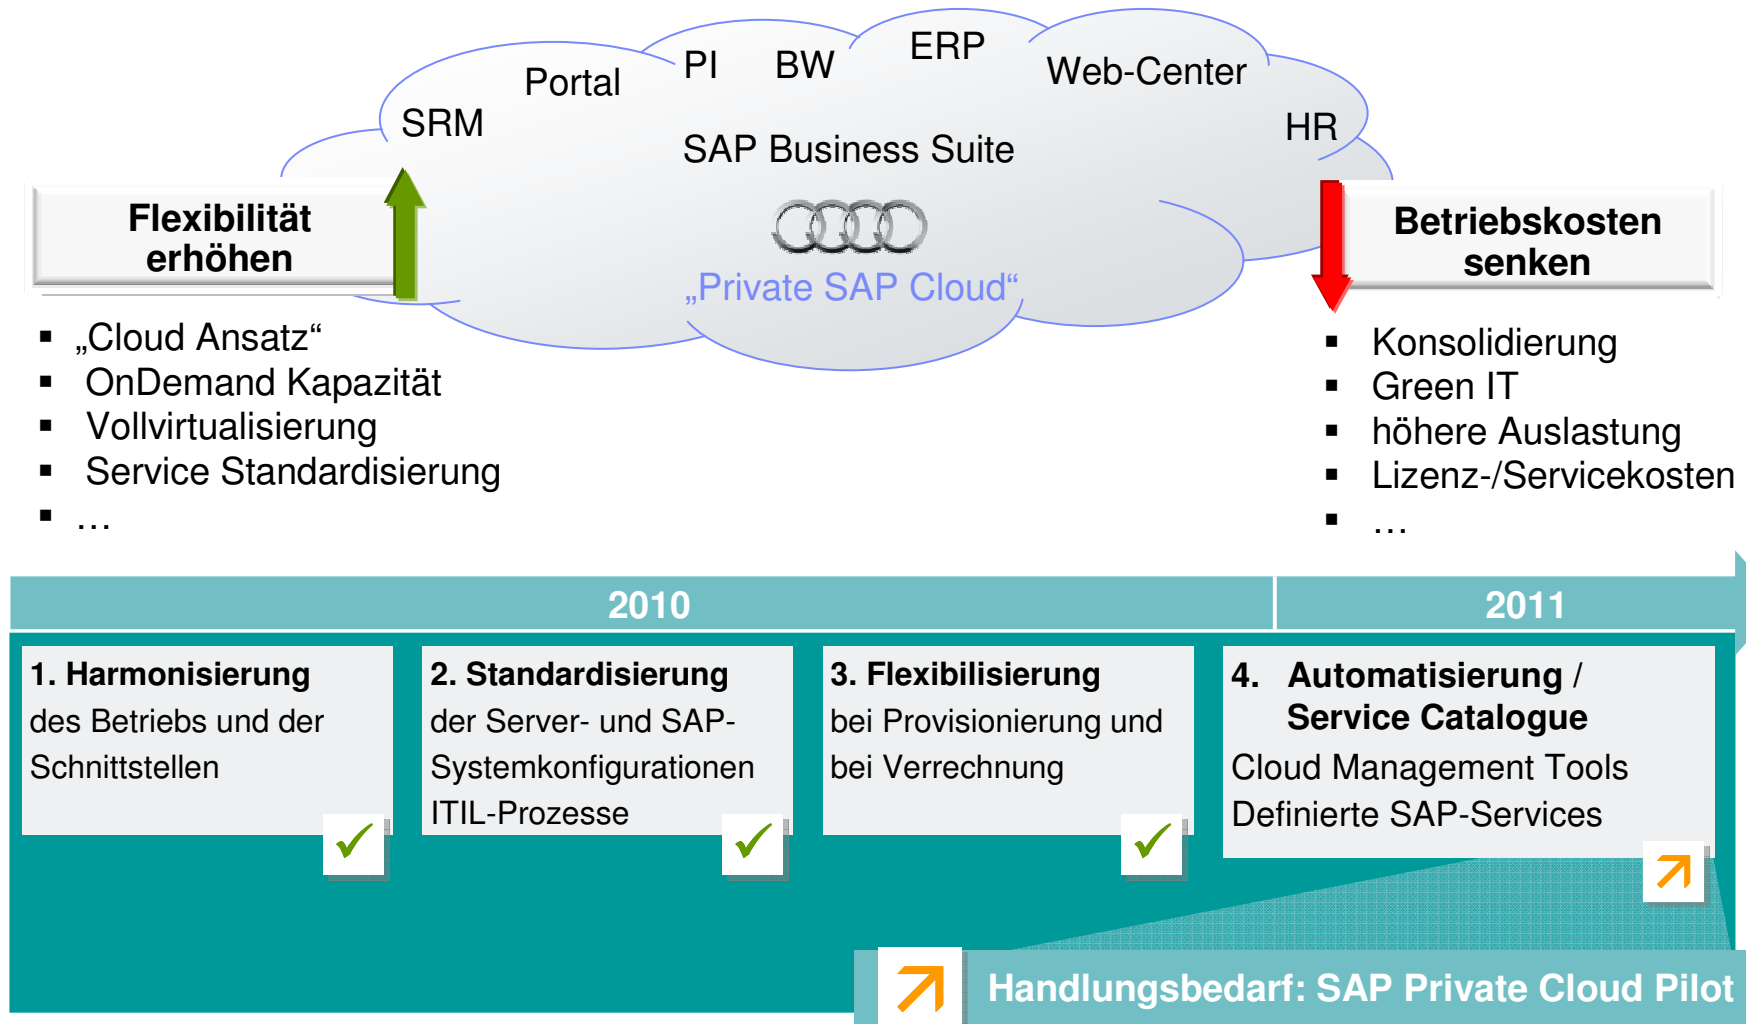 ERP
PI
BW
Portal
Web-Center
SRM
HR
SAP Business Suite
„Private SAP Cloud“
Flexibilität
erhöhen
▪ „Cloud Ansatz“
▪ OnDemand Kapazität
▪ Vollvirtualisierung
▪ Service Standardisierung
▪ …
Betriebskosten
senken
▪ Konsolidierung
▪ Green IT
▪ höhere Auslastung
▪ Lizenz-/Servicekosten
▪ …
2010
2011
1. Harmonisierung
des Betriebs und der
Schnittstellen
2. Standardisierung
der Server- und SAP-
Systemkonfigurationen
ITIL-Prozesse
3. Flexibilisierung
bei Provisionierung und
bei Verrechnung
4. Automatisierung /
Service Catalogue
Cloud Management Tools
Definierte SAP-Services
Handlungsbedarf: SAP Private Cloud Pilot